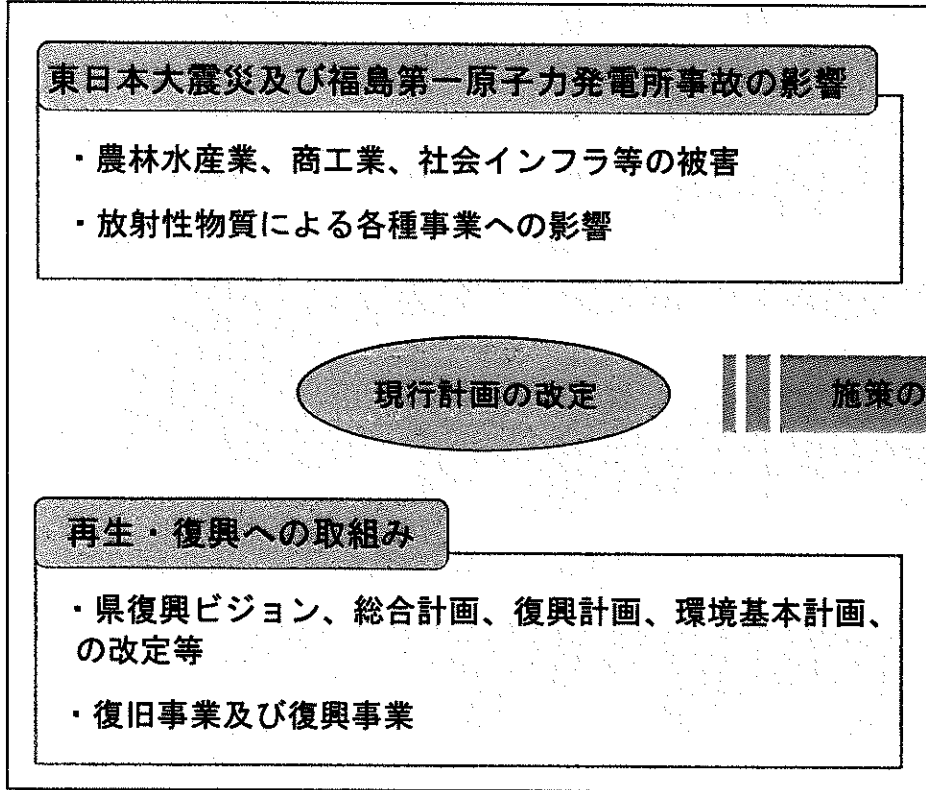 東日本大震災及び福島第一原子力発電所事故の影響
・農林水産業、商工業、社会インフラ等の被害
・放射性物質による各種事業への影響
現行計画の改定
施策の
再生・復興への取組み
・県復興ビジョン、総合計画、復興計画、環境基本計画、
の改定等
・復旧事業及び復興事業